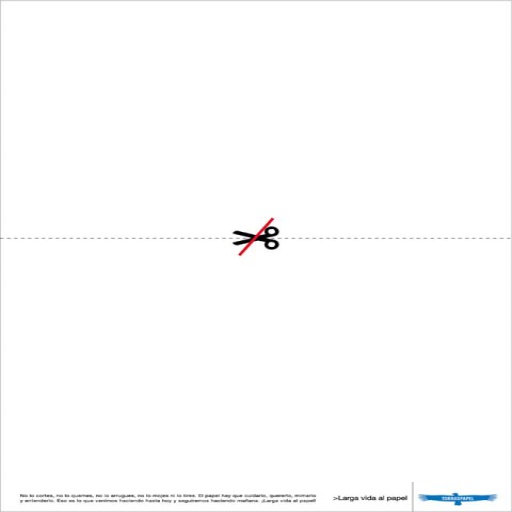 No lo cortes, no lo quemes, no lo arrugues, no lo mojes ni lo tires. El papel hay que cuidarlo, quererlo, mimarlo
y entenderlo. Eso es lo que venimos haciendo hasta hoy y seguiremos haciendo mañana. ¡Larga vida al papel!
>Larga vida al papel
TORRASPAPEL